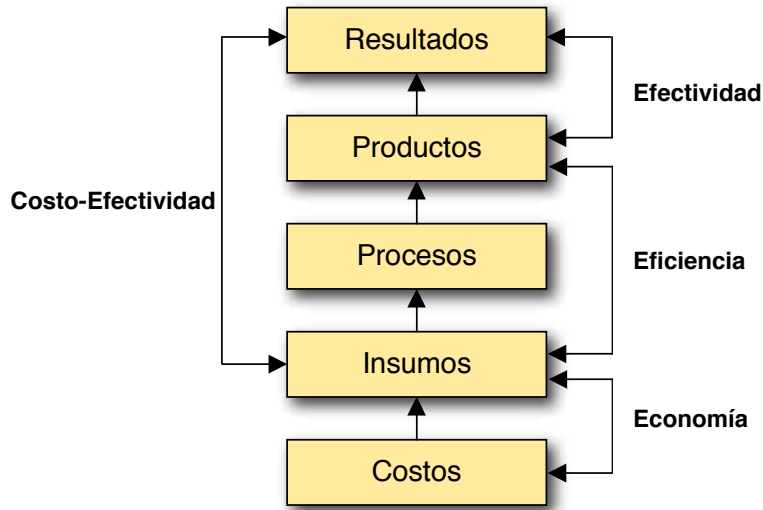 Resultados
Efectividad
Productos
Costo-Efectividad
Procesos
Eficiencia
Insumos
Economía
Costos